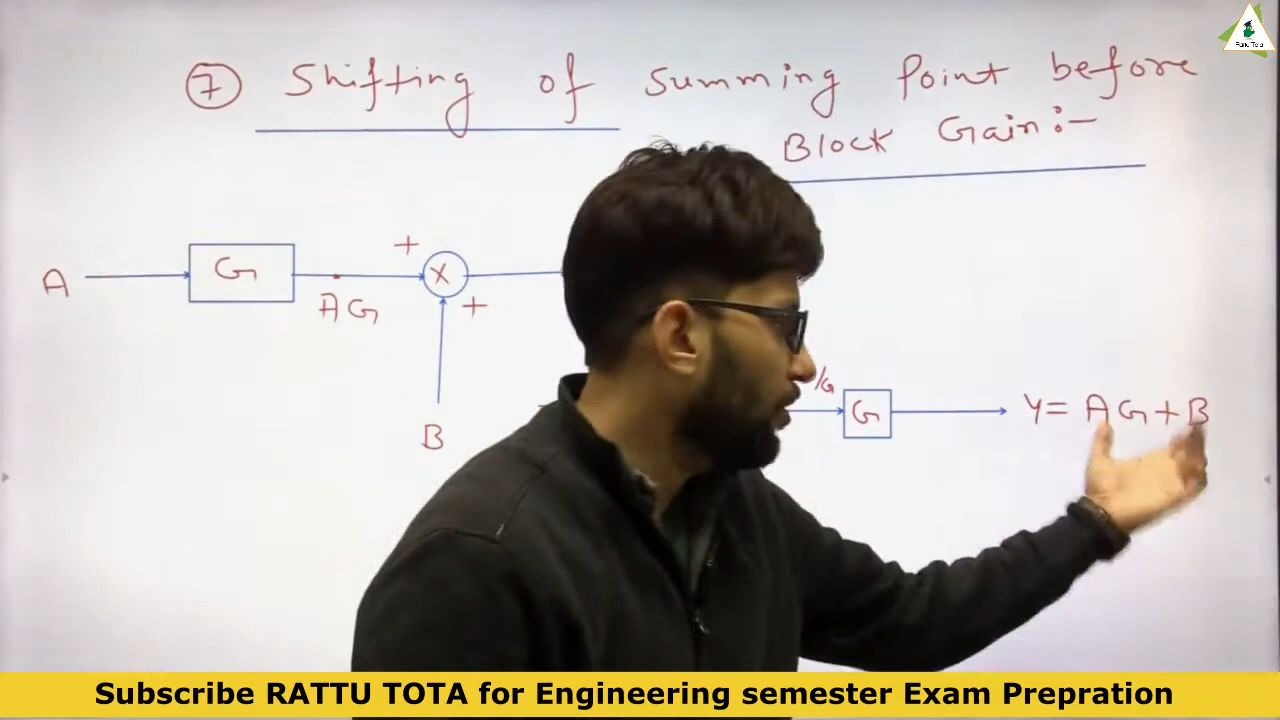 7 Shifting of Summing Point before
Block Gain:-
A G + X
AG +
B
/G G Y= AG+B
Subscribe RATTU TOTA for Engineering semester Exam Prepration